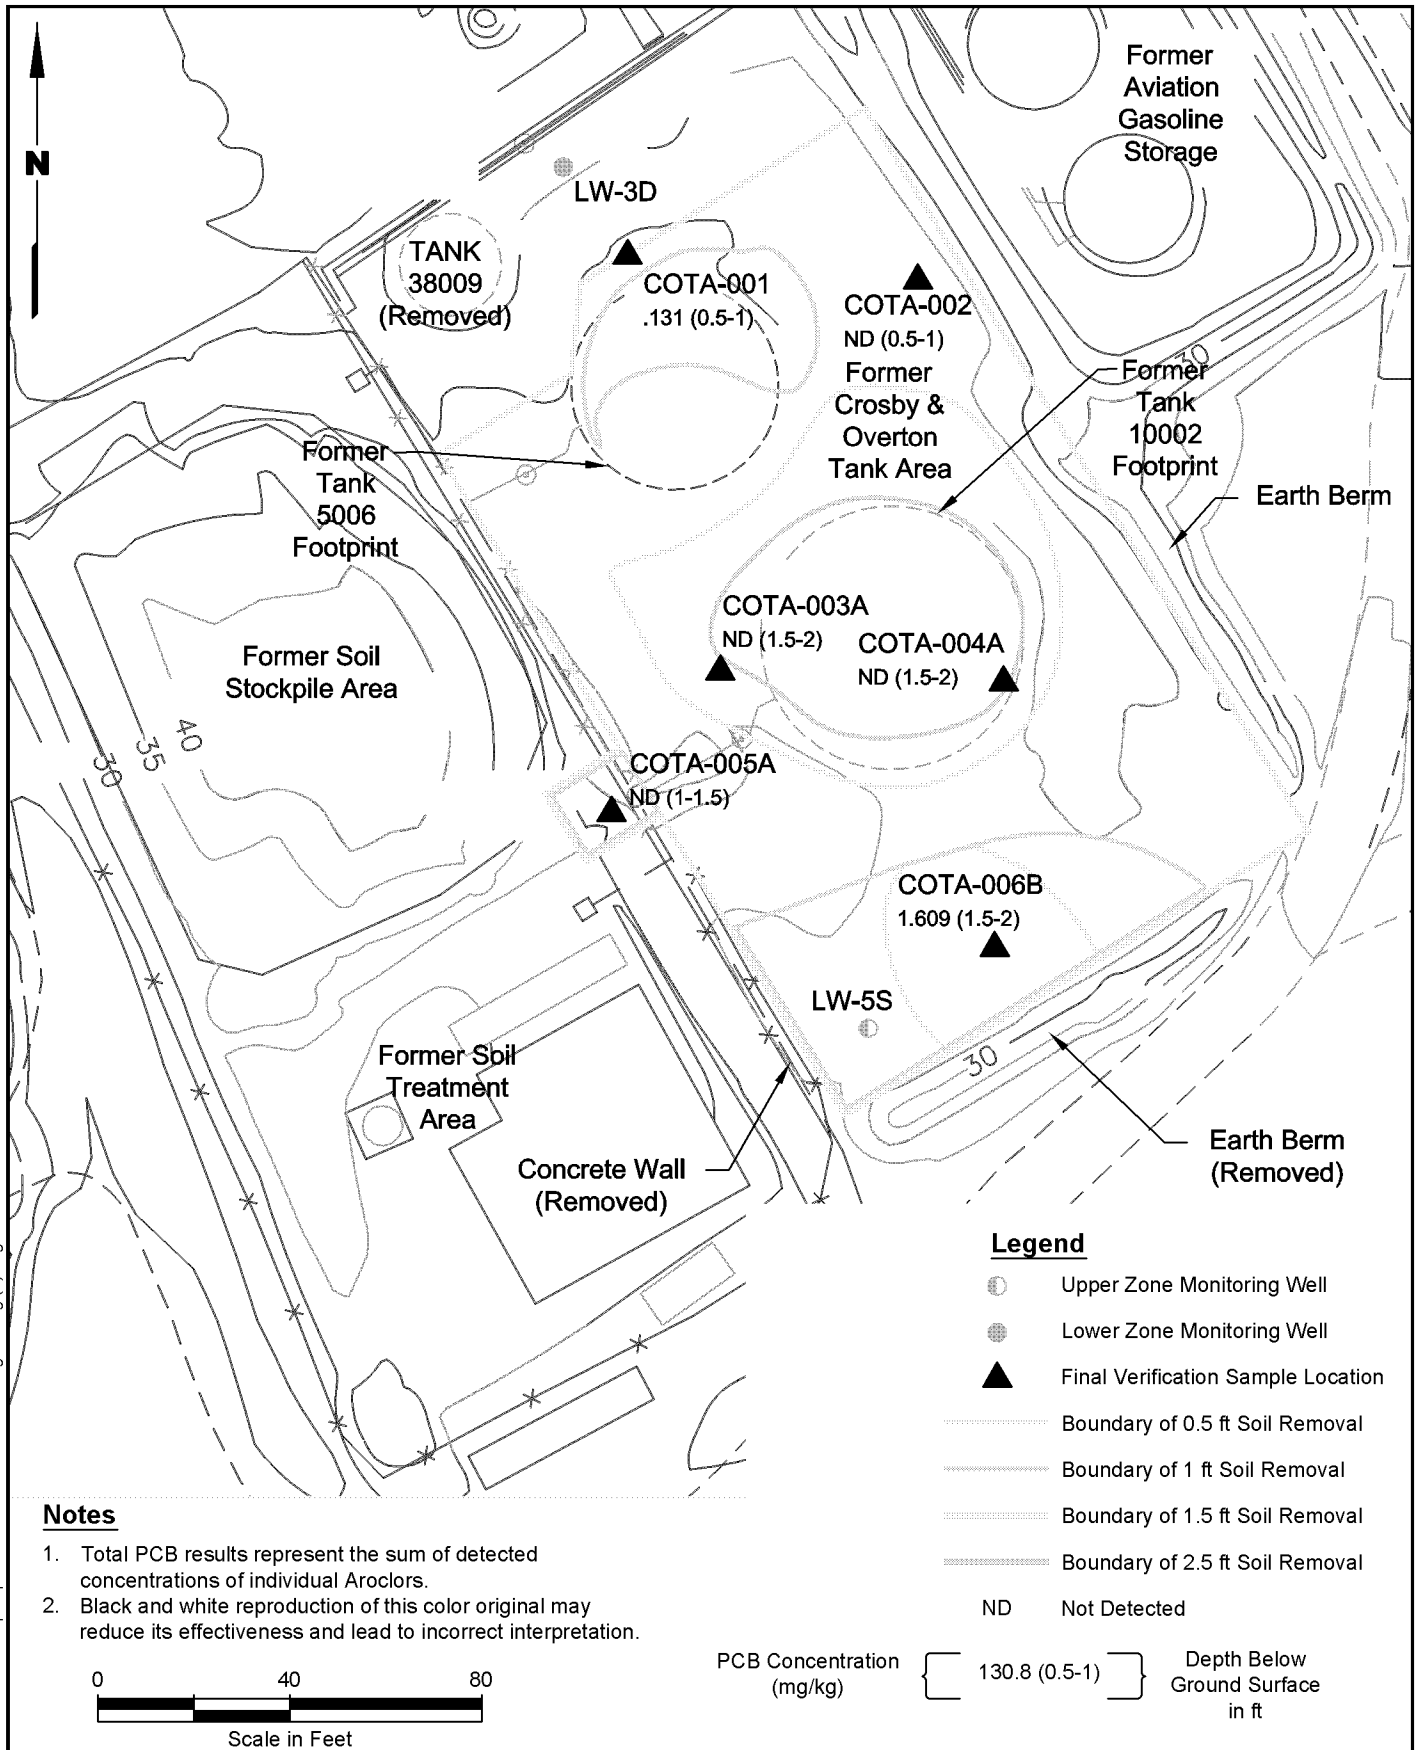 Former
Aviation
Gasoline
Storage
N
LW-3D
TANK
38009
(Removed)
COTA-001
.131 (0.5-1)
COTA-002
ND (0.5-1)
Former
Crosby &
Overton
Tank Area
30
Former
Tank
10002
Footprint
Former
Tank
5006
Footprint
Earth Berm
COTA-003A
ND (1.5-2)
COTA-004A
ND (1.5-2)
Former Soil
Stockpile Area
40
35
30
COTA-005A
ND (1-1.5)
COTA-006B
1.609 (1.5-2)
LW-5S
30
Former Soil
Treatment
Area
Concrete Wall
(Removed)
Earth Berm
(Removed)
Legend
Upper Zone Monitoring Well
Lower Zone Monitoring Well
Final Verification Sample Location
Boundary of 0.5 ft Soil Removal
Boundary of 1 ft Soil Removal
Boundary of 1.5 ft Soil Removal
Boundary of 2.5 ft Soil Removal
ND Not Detected
PCB Concentration
(mg/kg)
130.8 (0.5-1)
Depth Below
Ground Surface
in ft
Notes
1. Total PCB results represent the sum of detected
concentrations of individual Aroclors.
2. Black and white reproduction of this color original may
reduce its effectiveness and lead to incorrect interpretation.
0 40 80
Scale in Feet